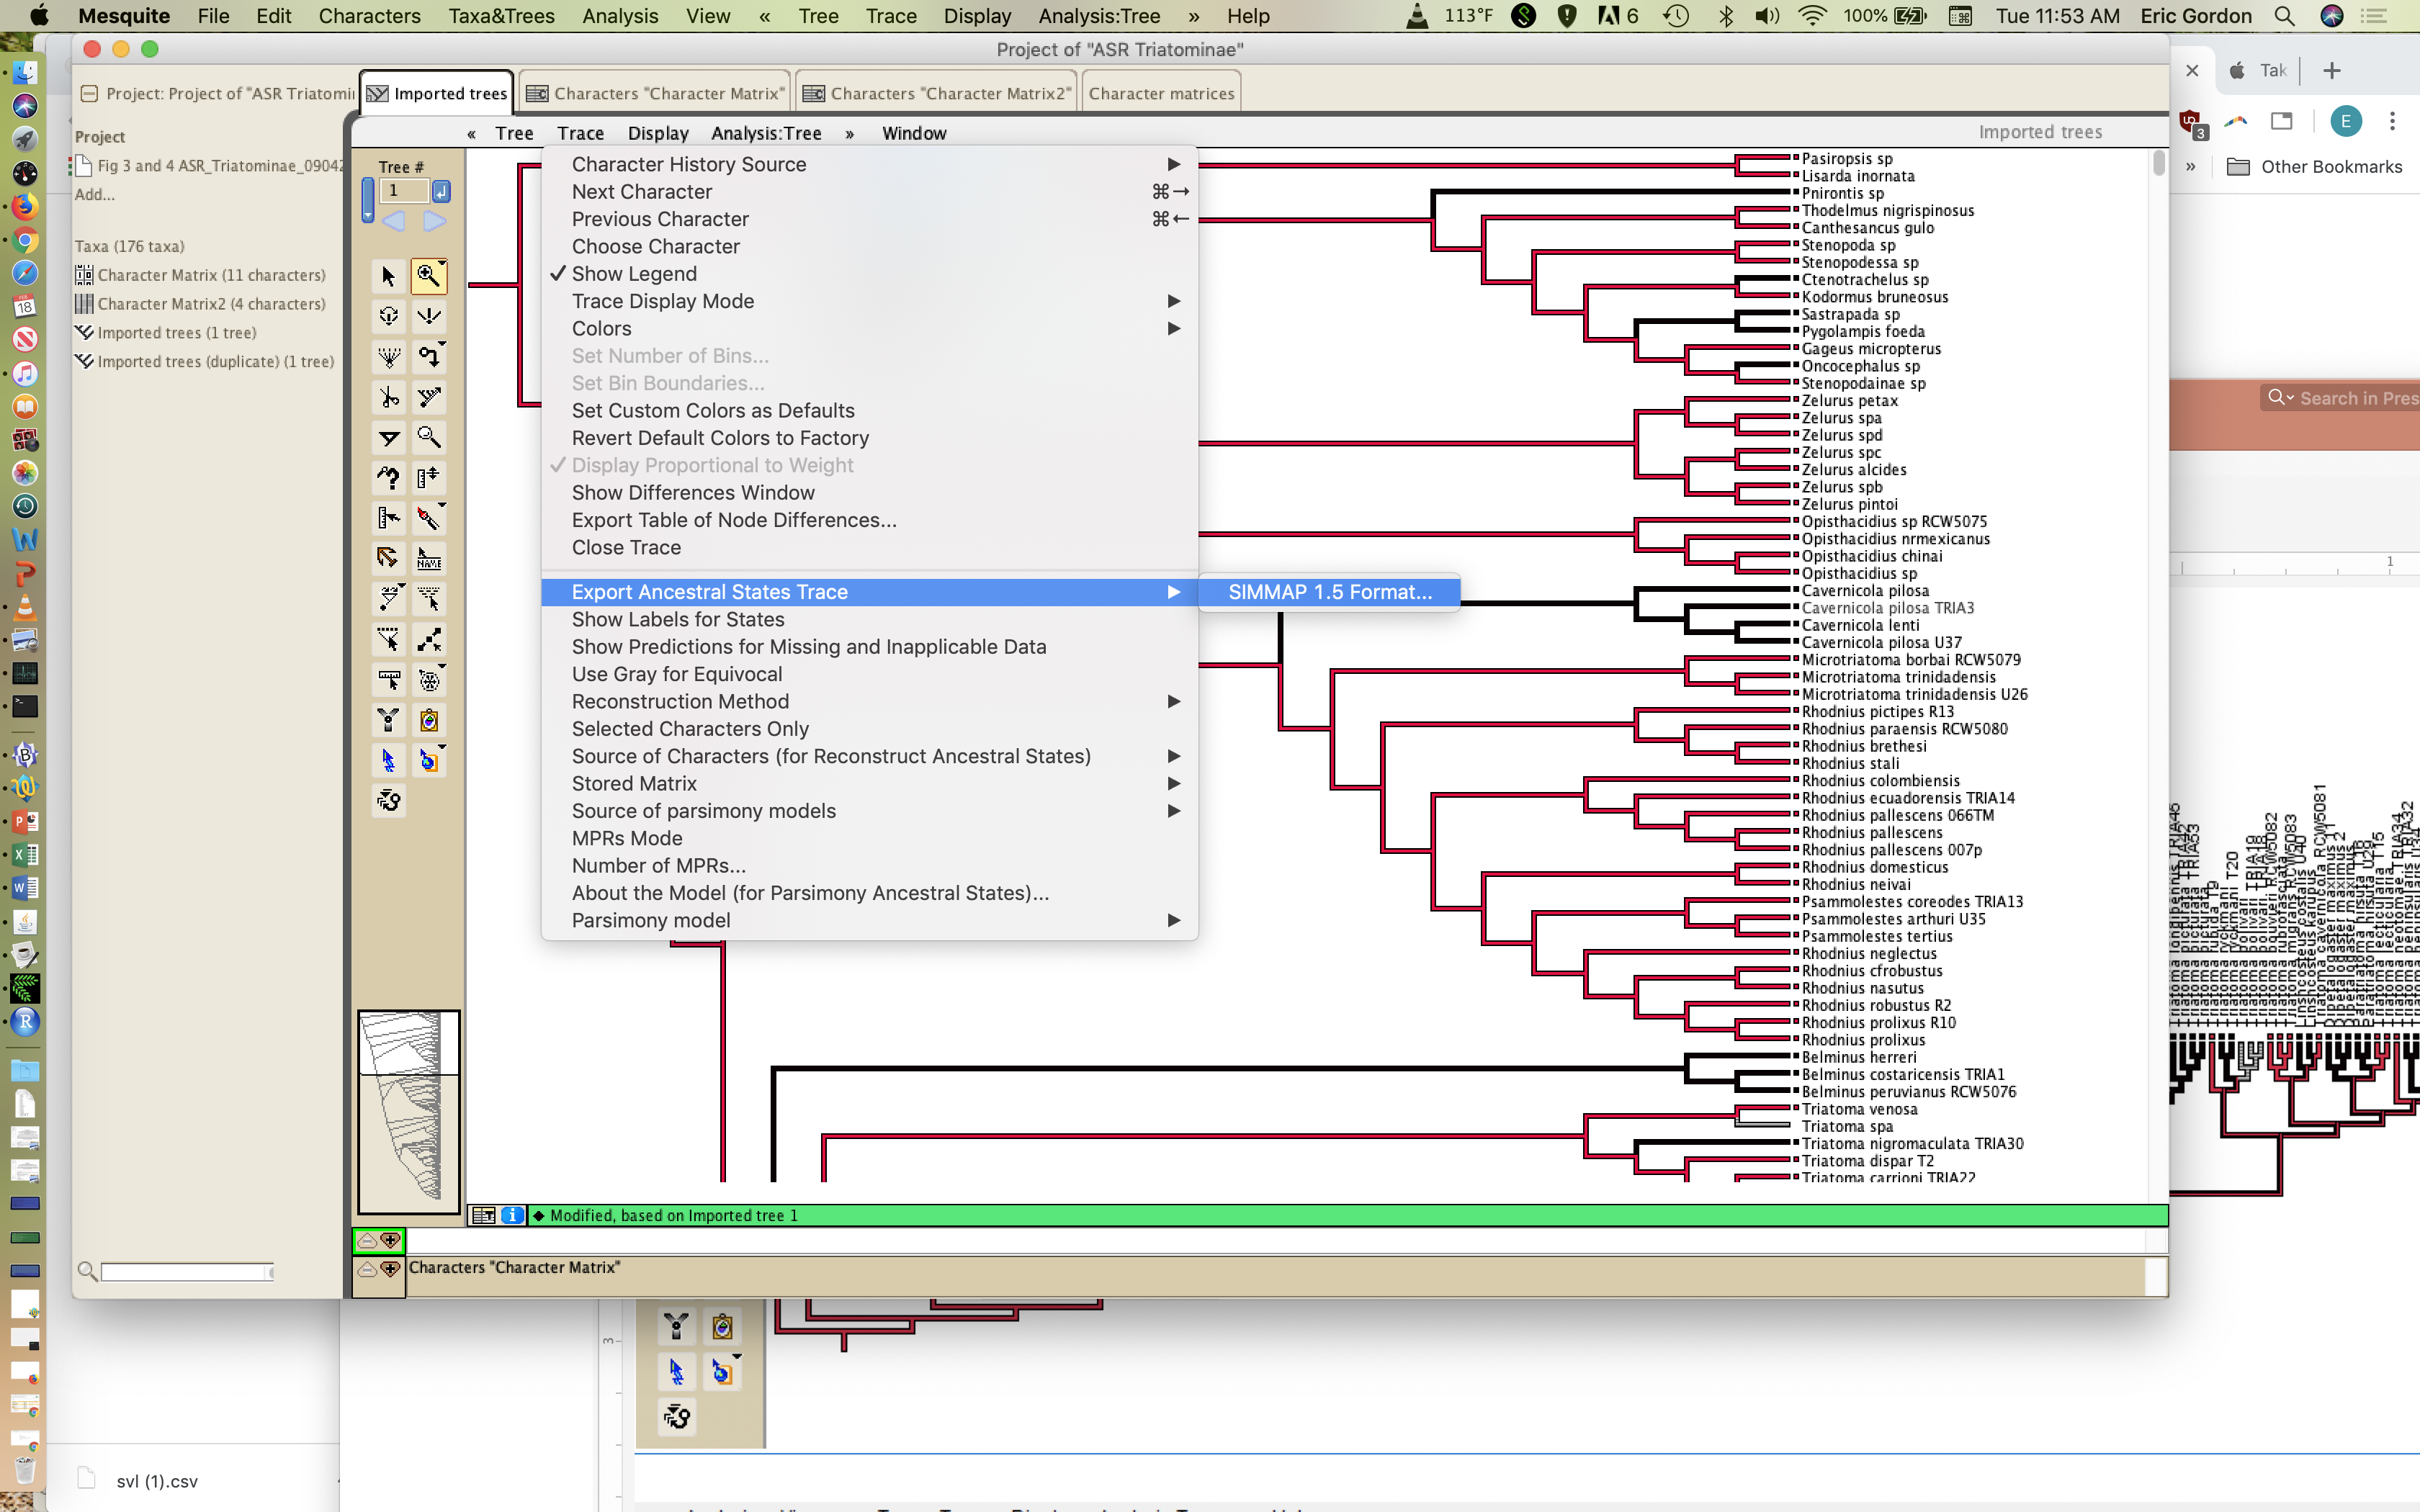 Mesquite File Edit Characters Taxa&Trees Analysis View « Tree Trace Display Analysis:Tree » Help 113°F 6 100% Tue 11:53 AM Eric Gordon
Project of "ASR Triatominae"
Project: Project of "ASR Triatomi
Imported trees
Characters "Character Matrix"
Characters "Character Matrix2"
Character matrices
Tak
Project
Fig 3 and 4 ASR_Triatominae_09042
Add...
Taxa (176 taxa)
Character Matrix (11 characters)
Character Matrix2 (4 characters)
Imported trees (1 tree)
Imported trees (duplicate) (1 tree)
« Tree Trace Display Analysis:Tree » Window
Imported trees
Tree #
1
3
E
» Other Bookmarks
Search in Pres
1
Character History Source
Next Character ⌘→
Previous Character ⌘←
Choose Character
✓ Show Legend
Trace Display Mode
Colors
Set Number of Bins...
Set Bin Boundaries...
Set Custom Colors as Defaults
Revert Default Colors to Factory
✓ Display Proportional to Weight
Show Differences Window
Export Table of Node Differences...
Close Trace
Export Ancestral States Trace
SIMMAP 1.5 Format...
Show Labels for States
Show Predictions for Missing and Inapplicable Data
Use Gray for Equivocal
Reconstruction Method
Selected Characters Only
Source of Characters (for Reconstruct Ancestral States)
Stored Matrix
Source of parsimony models
MPRs Mode
Number of MPRs...
About the Model (for Parsimony Ancestral States)...
Parsimony model
Pasiropsis sp
Lisarda inornata
Pnirontis sp
Thodelmus nigrispinosus
Canthesancus gulo
Stenopoda sp
Stenopodessa sp
Ctenotrachelus sp
Kodormus bruneosus
Sastrapada sp
Pygolampis foeda
Gageus micropterus
Oncocephalus sp
Stenopodainae sp
Zelurus petax
Zelurus spa
Zelurus spd
Zelurus spc
Zelurus alcides
Zelurus spb
Zelurus pintoi
Opisthacidius sp RCW5075
Opisthacidius nrmexicanus
Opisthacidius chinai
Opisthacidius sp
Cavernicola pilosa
Cavernicola pilosa TRIA3
Cavernicola lenti
Cavernicola pilosa U37
Microtriatoma borbai RCW5079
Microtriatoma trinidadensis
Microtriatoma trinidadensis U26
Rhodnius pictipes R13
Rhodnius paraensis RCW5080
Rhodnius brethesi
Rhodnius stali
Rhodnius colombiensis
Rhodnius ecuadorensis TRIA14
Rhodnius pallescens 066TM
Rhodnius pallescens
Rhodnius pallescens 007p
Rhodnius domesticus
Rhodnius neivai
Psammolestes coreodes TRIA13
Psammolestes arthuri U35
Psammolestes tertius
Rhodnius neglectus
Rhodnius cfrobustus
Rhodnius nasutus
Rhodnius robustus R2
Rhodnius prolixus R10
Rhodnius prolixus
Belminus herreri
Belminus costaricensis TRIA1
Belminus peruvianus RCW5076
Triatoma venosa
Triatoma spa
Triatoma nigromaculata TRIA30
Triatoma dispar T2
Triatoma carrioni TRIA22
Modified, based on Imported tree 1
Characters "Character Matrix"
NAME
3
svl (1).csv